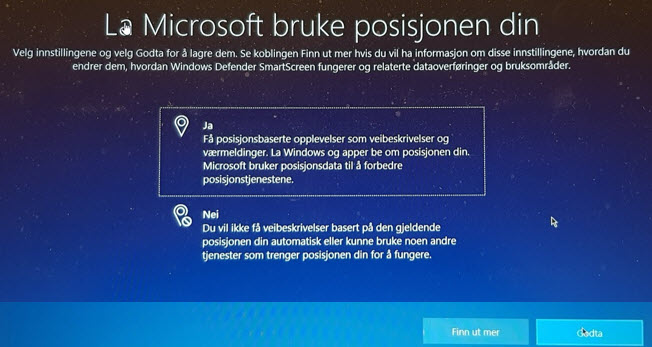 La Microsoft bruke posisjonen din
Velg innstillingene og velg Godta for å lagre dem. Se koblingen Finn ut mer hvis du vil ha informasjon om disse innstillingene, hvordan du
endrer dem, hvordan Windows Defender SmartScreen fungerer og relaterte dataoverføringer og bruksområder.
Ja
Få posisjonsbaserte opplevelser som veibeskrivelser og
værmeldinger. La Windows og apper be om posisjonen din.
Microsoft bruker posisjonsdata til å forbedre
posisjonstjenestene.
Nei
Du vil ikke få veibeskrivelser basert på den gjeldende
posisjonen din automatisk eller kunne bruke noen andre
tjenester som trenger posisjonen din for å fungere.
Finn ut mer
Godta